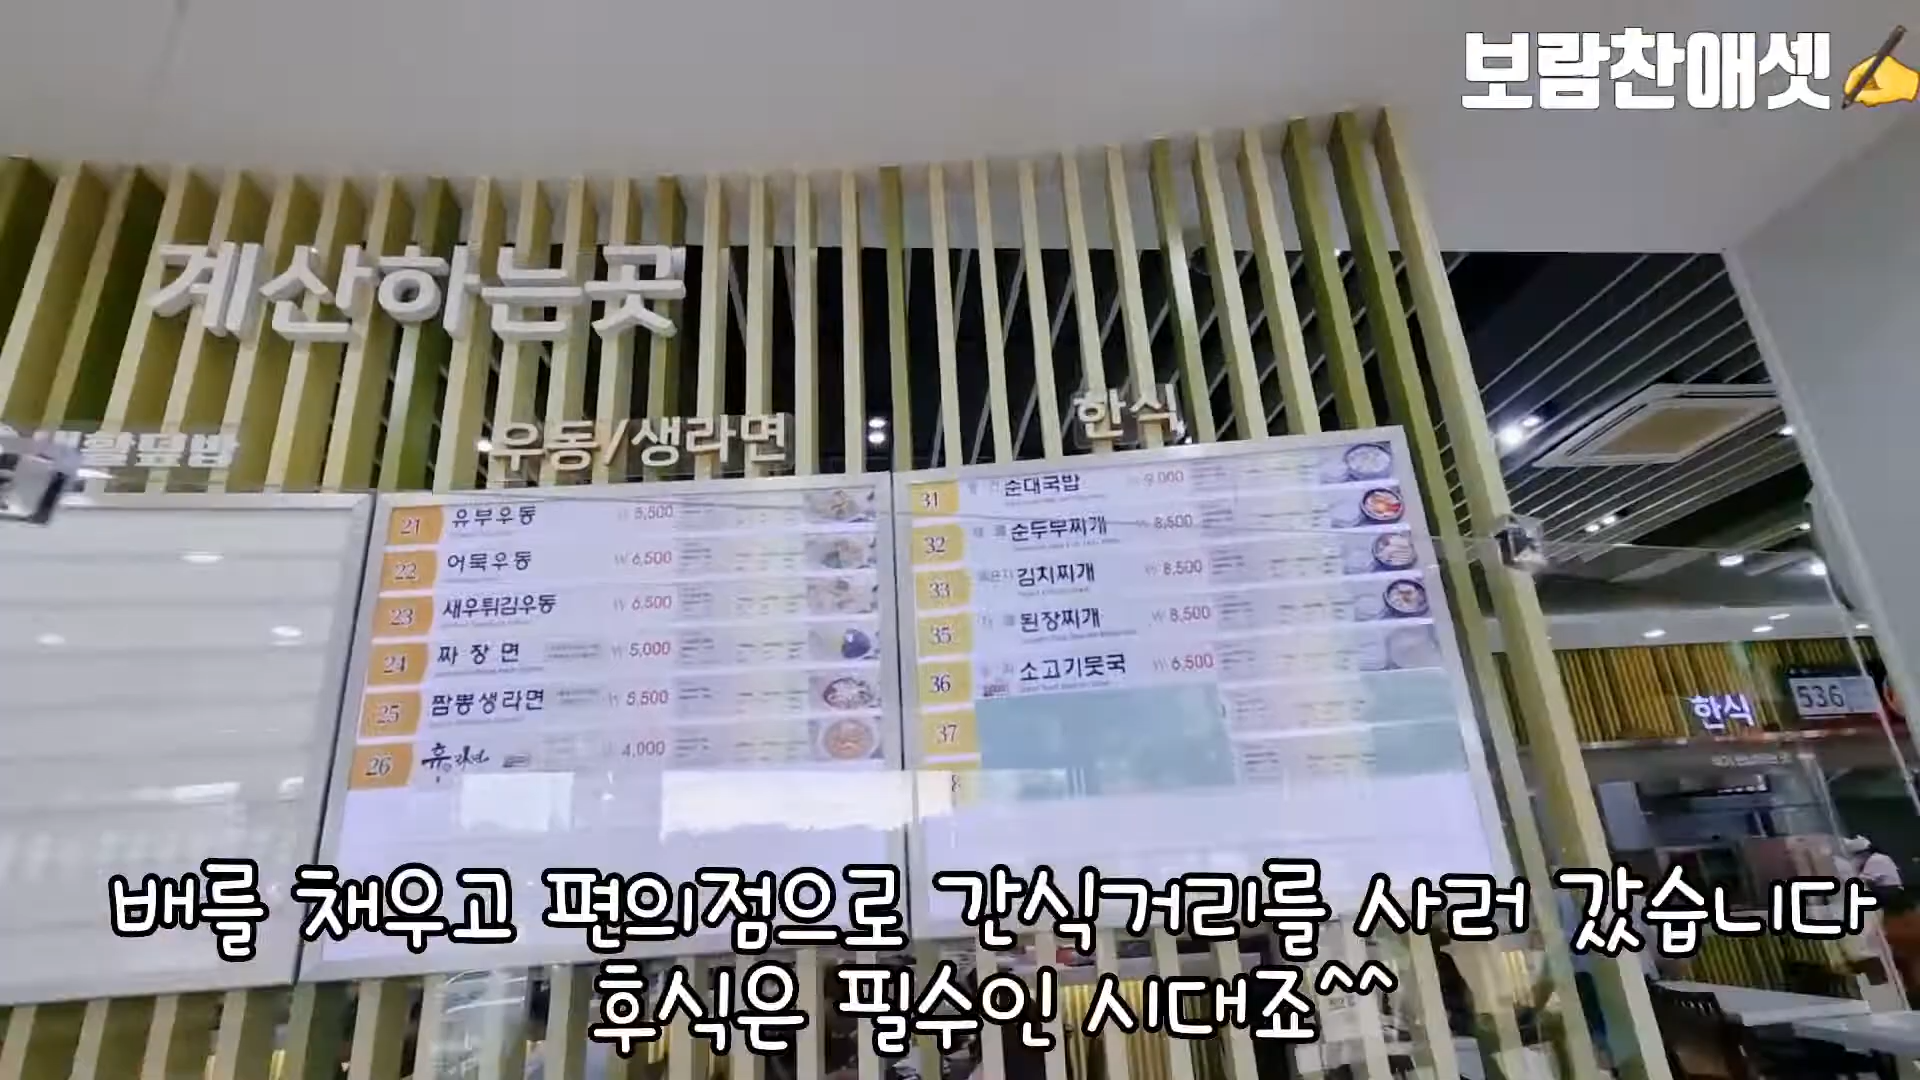 보람찬애셋
계산하는곳
우동/생라면
한식
21 유부우동 5,500
22 어묵우동 ₩6,500
23 새우튀김우동 ₩6,500
24 짜장면 ₩5,000
25 짬뽕생라면 ₩5,500
26 휴라면 4,000
31 순대국밥 ₩9,000
32 순두부찌개 ₩8,500
33 김치찌개 ₩8,500
35 된장찌개 ₩8,500
36 소고기뭇국 ₩6,500
37
한식
536
배를 채우고 편의점으로 간식거리를 사러 갔습니다
후식은 필수인 시대죠^^